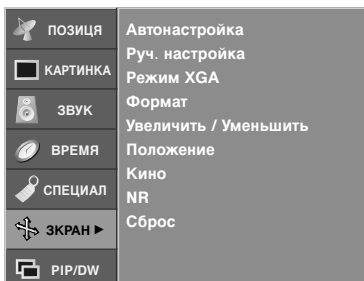 ПОЗИЦЯ
КАРТИНКА
ЗВУК
ВРЕМЯ
СПЕЦИАЛ
ЗКРАН ►
PIP/DW
Автонастройка
Руч. настройка
Режим XGA
Формат
Увеличить / Уменьшить
Положение
Кино
NR
Сброс